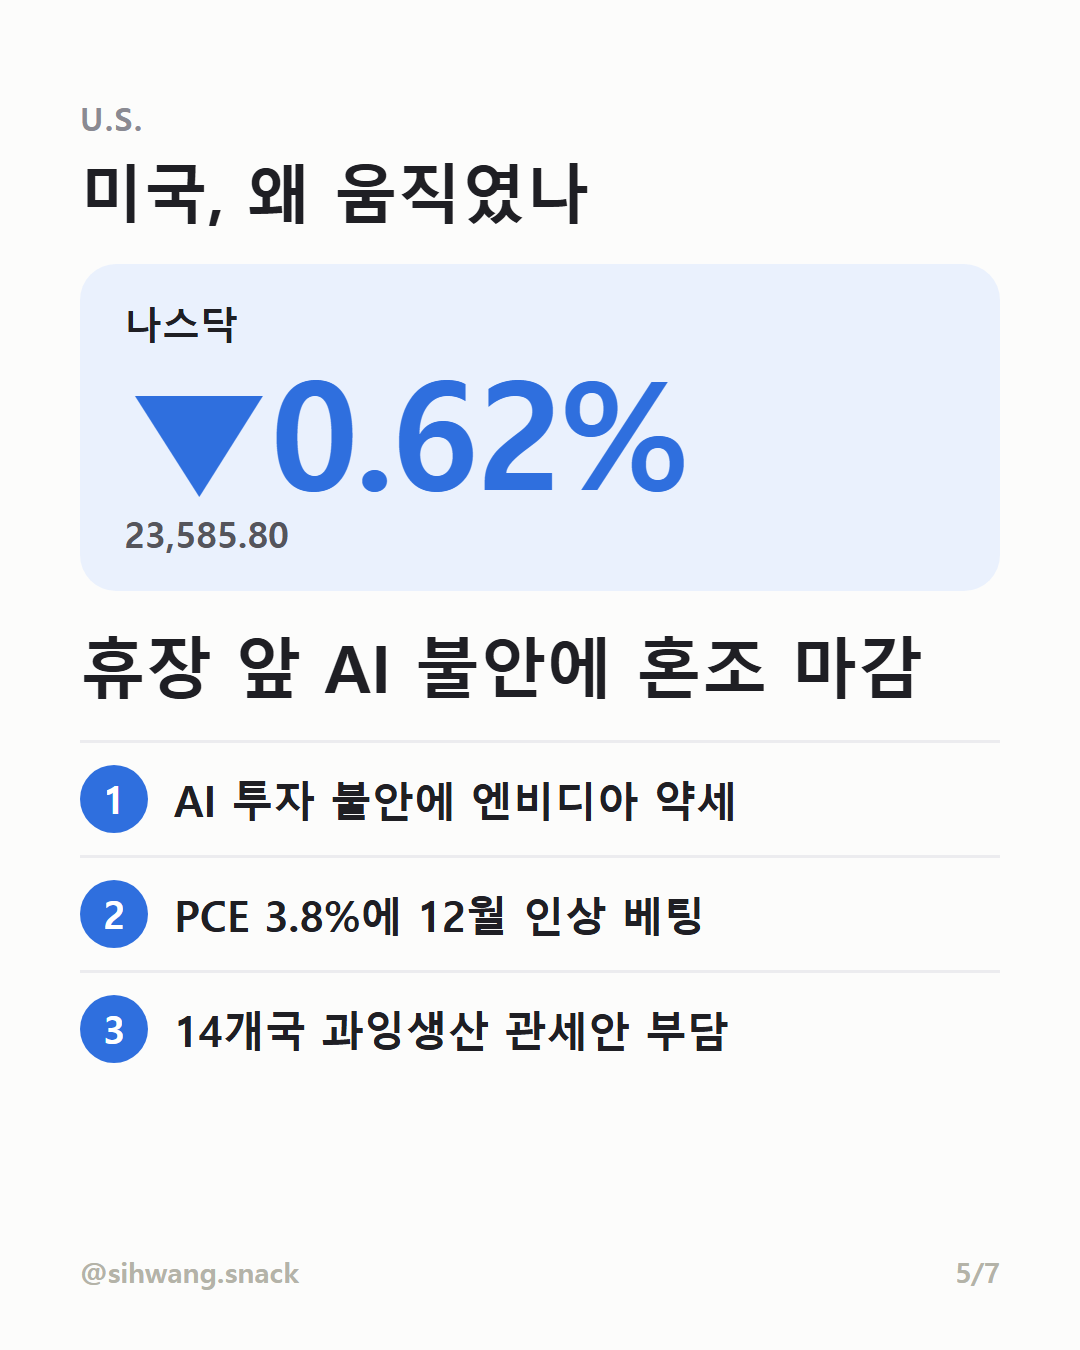 U.S.
미국, 왜 움직였나
나스닥
▼0.62%
23,585.80
휴장 앞 AI 불안에 혼조 마감
1 AI 투자 불안에 엔비디아 약세
2 PCE 3.8%에 12월 인상 베팅
3 14개국 과잉생산 관세안 부담
@sihwang.snack
5/7